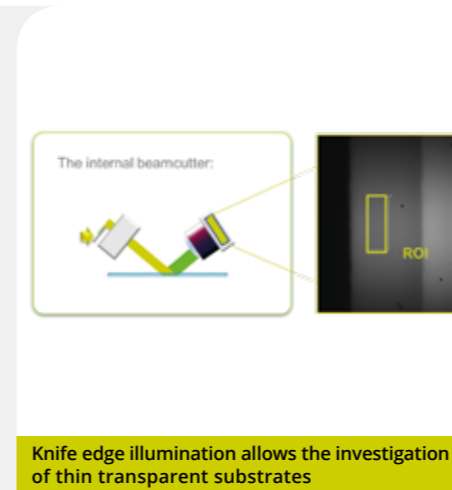 The internal beamcutter:
ROI
Knife edge illumination allows the investigation
of thin transparent substrates